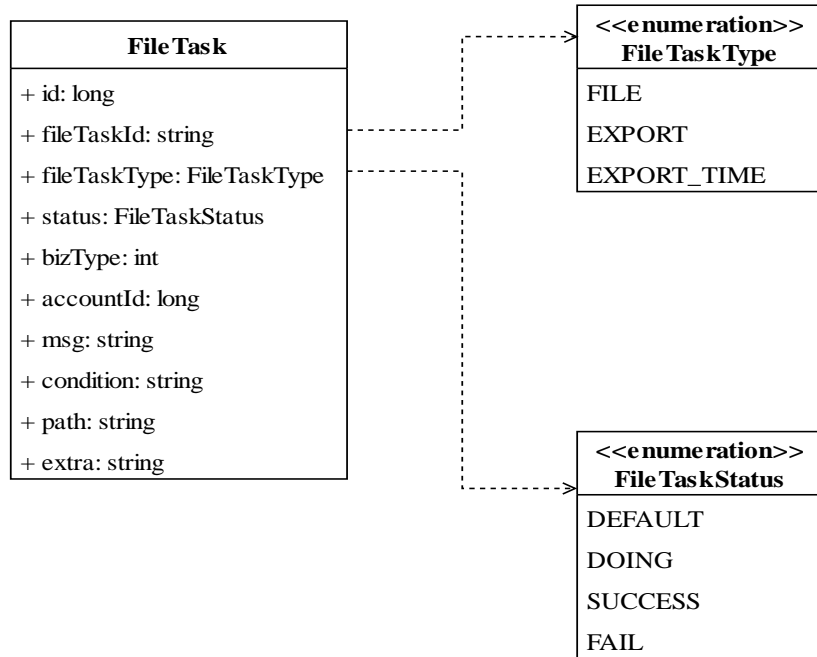 FileTask
+ id: long
+ fileTaskId: string
+ fileTaskType: FileTaskType
+ status: FileTaskStatus
+ bizType: int
+ accountId: long
+ msg: string
+ condition: string
+ path: string
+ extra: string
<<enumeration>>
FileTaskType
FILE
EXPORT
EXPORT_TIME
<<enumeration>>
FileTaskStatus
DEFAULT
DOING
SUCCESS
FAIL